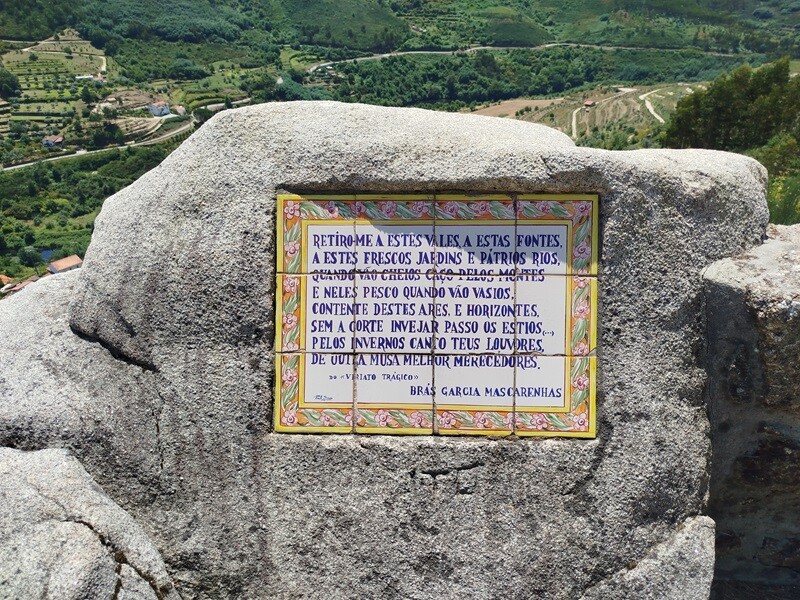 RETIRO-ME A ESTES VALES, A ESTAS FONTES,
A ESTES FRESCOS JARDINS E PÁTRIOS RIOS,
QUANDO VÃO CHEIOS CAÇO PELOS MONTES
E NELES PESCO QUANDO VÃO VASIOS.
CONTENTE DESTES ARES, E HORIZONTES,
SEM A CORTE INVEJAR PASSO OS ESTIOS,(...)
PELOS INVERNOS CANTO TEUS LOUVORES,
DE OUTRA MUSA MELHOR MERECEDORES.
DO «VIRIATO TRÁGICO»
BRÁS GARCIA MASCARENHAS